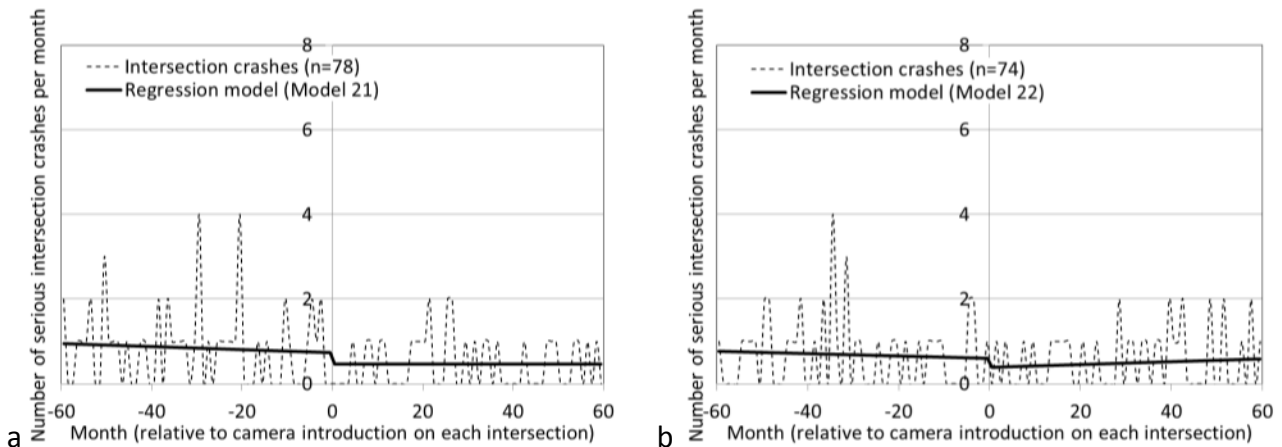 Number of serious intersection crashes per month
8
6
4
2
0
Intersection crashes (n=78)
Regression model (Model 21)
-60 -40 -20 0 20 40 60
Month (relative to camera introduction on each intersection)
a
Number of serious intersection crashes per month
8
6
4
2
0
Intersection crashes (n=74)
Regression model (Model 22)
-60 -40 -20 0 20 40 60
Month (relative to camera introduction on each intersection)
b